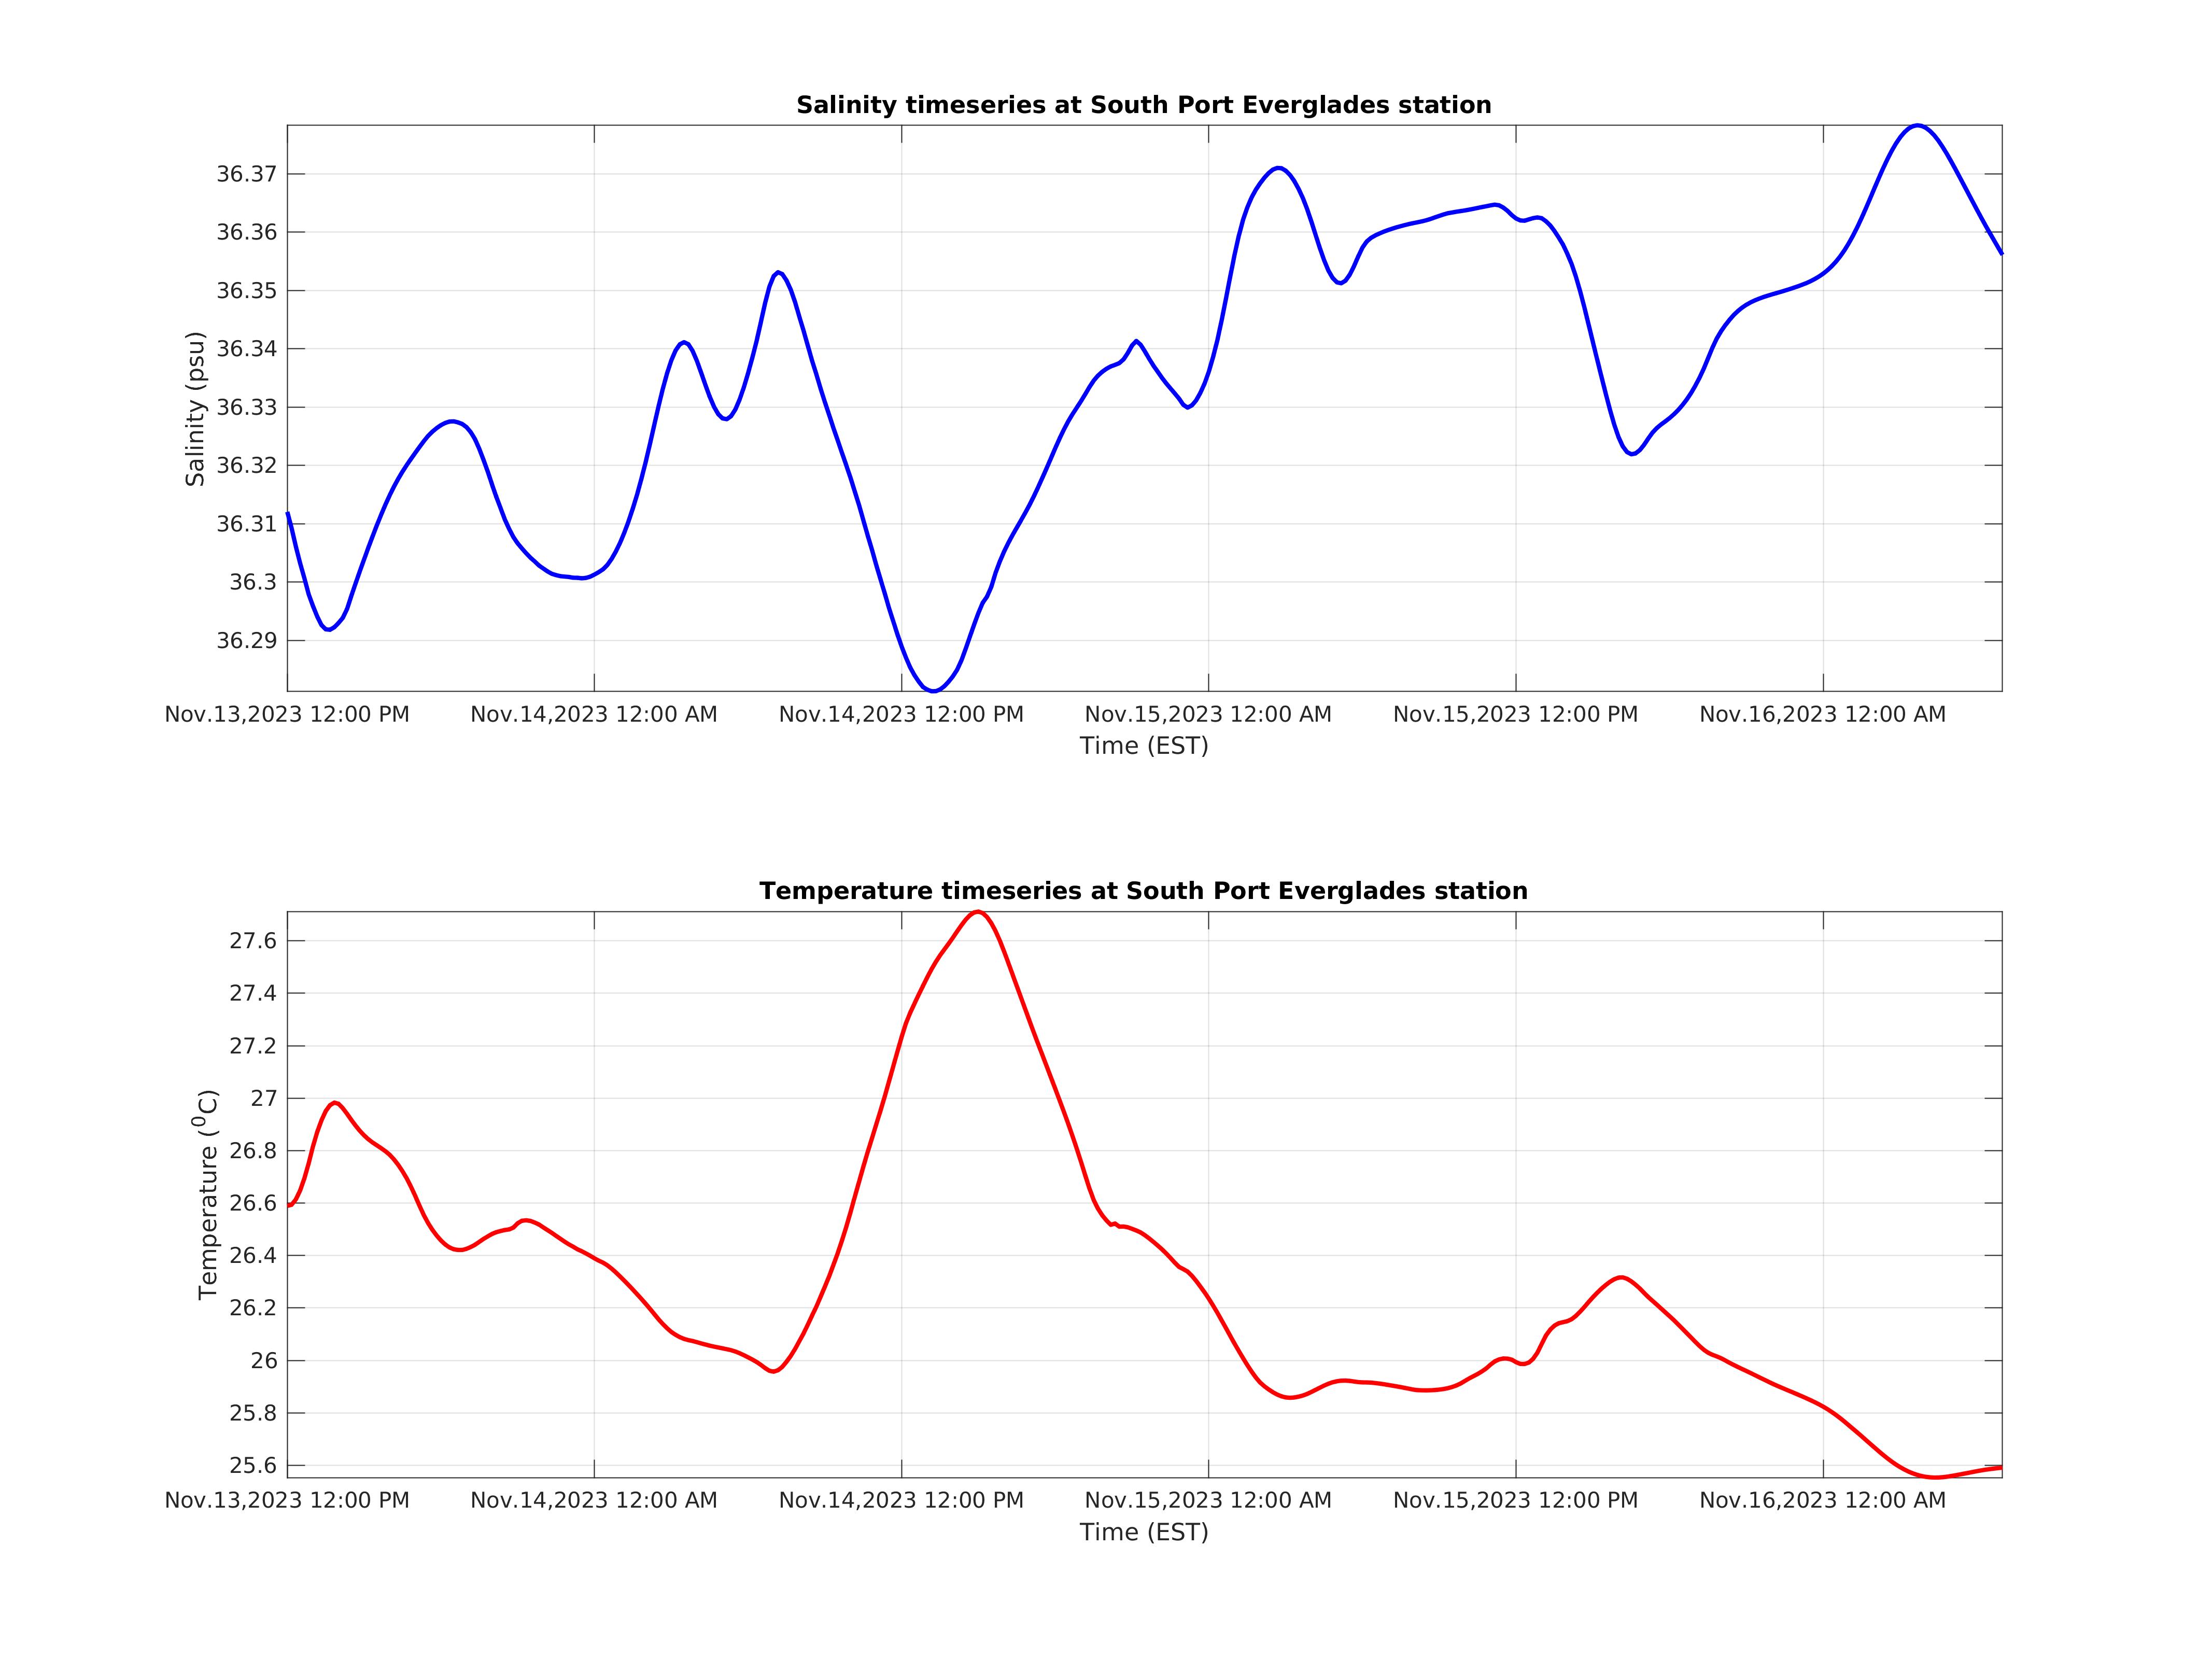 Salinity timeseries at South Port Everglades station
36.37
36.36
36.35
36.34
36.33
36.32
36.31
36.3
36.29
Salinity (psu)
Nov.13,2023 12:00 PM Nov.14,2023 12:00 AM Nov.14,2023 12:00 PM Nov.15,2023 12:00 AM Nov.15,2023 12:00 PM Nov.16,2023 12:00 AM
Time (EST)
Temperature timeseries at South Port Everglades station
27.6
27.4
27.2
27
26.8
26.6
26.4
26.2
26
25.8
25.6
Temperature (⁰C)
Nov.13,2023 12:00 PM Nov.14,2023 12:00 AM Nov.14,2023 12:00 PM Nov.15,2023 12:00 AM Nov.15,2023 12:00 PM Nov.16,2023 12:00 AM
Time (EST)